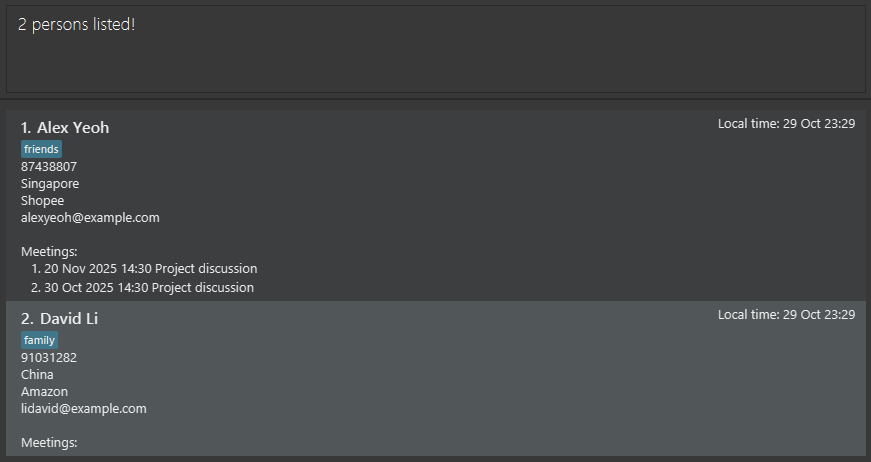 2 persons listed!
1. Alex Yeoh
Local time: 29 Oct 23:29
friends
87438807
Singapore
Shopee
alexyeoh@example.com
Meetings:
1. 20 Nov 2025 14:30 Project discussion
2. 30 Oct 2025 14:30 Project discussion
2. David Li
Local time: 29 Oct 23:29
family
91031282
China
Amazon
lidavid@example.com
Meetings: